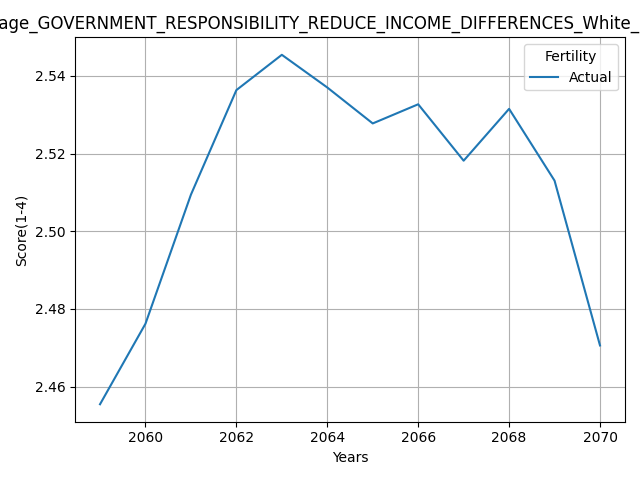 age_GOVERNMENT_RESPONSIBILITY_REDUCE_INCOME_DIFFERENCES_White_
Fertility
Actual
2.54
2.52
2.50
2.48
2.46
Score(1-4)
2060 2062 2064 2066 2068 2070
Years